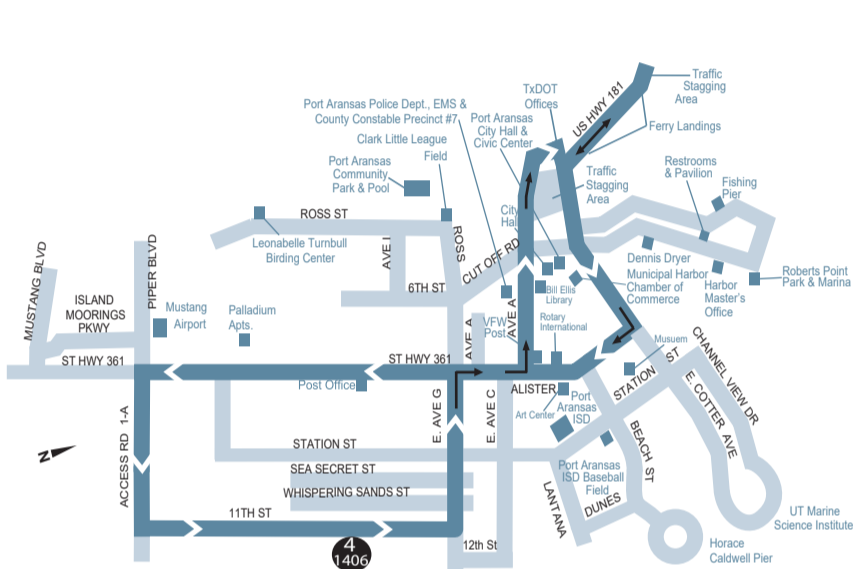 TxDOT
Offices
US HWY 181
Traffic
Stagging
Area
Port Aransas Police Dept., EMS &
County Constable Precinct #7
Port Aransas
City Hall &
Civic Center
Ferry Landings
Clark Little League
Field
Port Aransas
Community
Park & Pool
Traffic
Stagging
Area
Restrooms
& Pavilion
Fishing
Pier
ROSS ST
Leonabelle Turnbull
Birding Center
AVE I
ROSS
CUT OFF RD
City
Hall
Dennis Dryer
Municipal Harbor
Chamber of
Commerce
Harbor
Master's
Office
Roberts Point
Park & Marina
MUSTANG BLVD
PIPER BLVD
ISLAND
MOORINGS
PKWY
Mustang
Airport
Palladium
Apts.
6TH ST
Bill Ellis
Library
AVE A
AVE A
VFW
Post
Rotary
International
Musuem
ST HWY 361
ST HWY 361
CHANNEL VIEW DR
Post Office
ALISTER
STATION ST
E. COTTER AVE
Art Center
Port
Aransas
ISD
ACCESS RD 1-A
E. AVE G
E. AVE C
BEACH ST
N
STATION ST
SEA SECRET ST
WHISPERING SANDS ST
Port Aransas
ISD Baseball
Field
LANTANA
DUNES
11TH ST
UT Marine
Science Institute
4
1406
12th St
Horace
Caldwell Pier